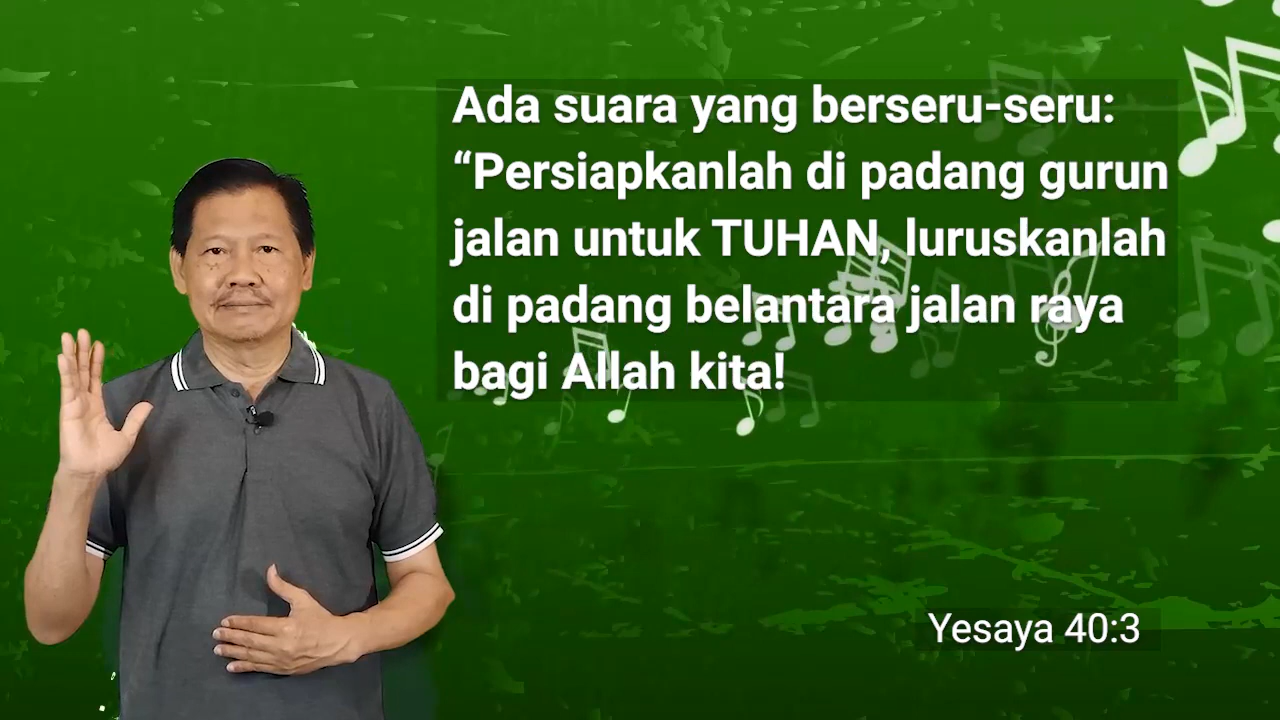 Ada suara yang berseru-seru:
“Persiapkanlah di padang gurun
jalan untuk TUHAN, luruskanlah
di padang belantara jalan raya
bagi Allah kita!
Yesaya 40:3